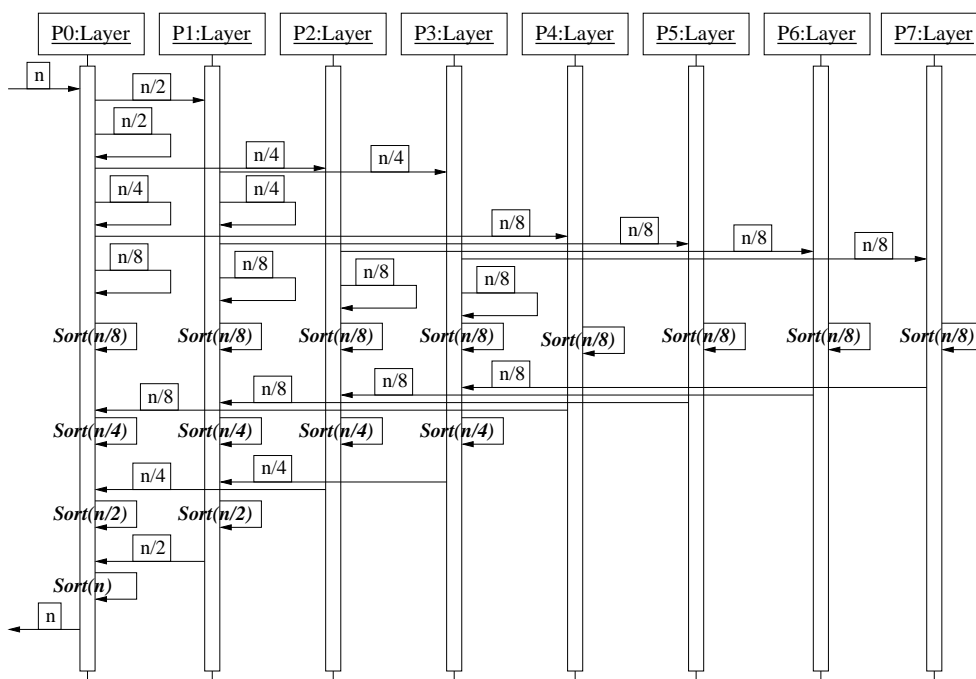 P0:Layer P1:Layer P2:Layer P3:Layer P4:Layer P5:Layer P6:Layer P7:Layer
n
n/2
n/2
n/4 n/4
n/4 n/4
n/8 n/8 n/8 n/8
n/8 n/8 n/8 n/8
Sort(n/8) Sort(n/8) Sort(n/8) Sort(n/8) Sort(n/8) Sort(n/8) Sort(n/8) Sort(n/8)
n/8 n/8 n/8 n/8
Sort(n/4) Sort(n/4) Sort(n/4) Sort(n/4)
n/4 n/4
Sort(n/2) Sort(n/2)
n/2
Sort(n)
n